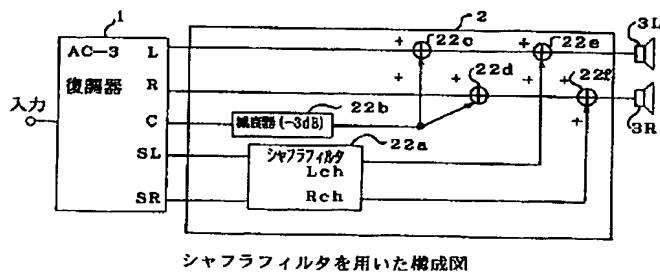 1
2
AC-3
復調器
入力
L
R
C
SL
SR
+
22c
+
22e
3L
+
+
22d
+
22f
3R
+
22b
減衰器(-3dB)
22a
シャフラフィルタ
Lch
Rch
シャフラフィルタを用いた構成図